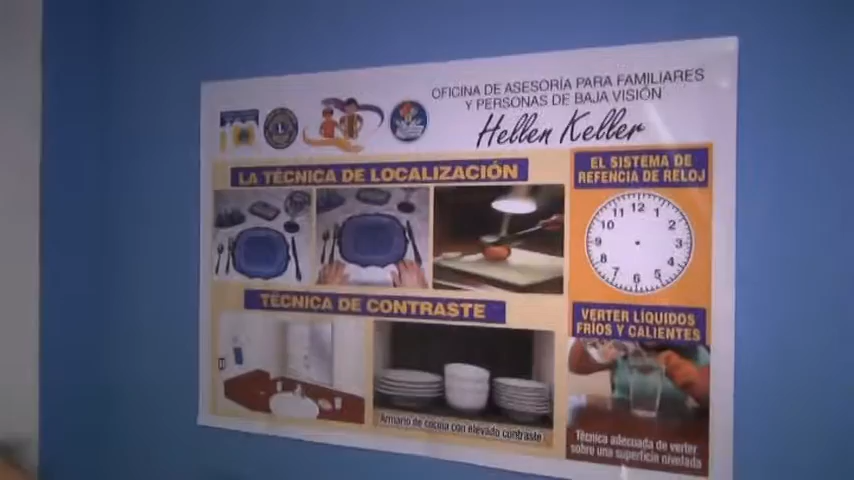 OFICINA DE ASESORÍA PARA FAMILIARES
Y PERSONAS DE BAJA VISIÓN
Hellen Keller
LA TÉCNICA DE LOCALIZACIÓN
EL SISTEMA DE
REFENCIA DE RELOJ
12
11
1
10
2
9
3
8
4
7
6
5
TÉCNICA DE CONTRASTE
VERTER LÍQUIDOS
FRÍOS Y CALIENTES
Armario de cocina con elevado contraste
Técnica adecuada de verter
sobre una superficie nivelada